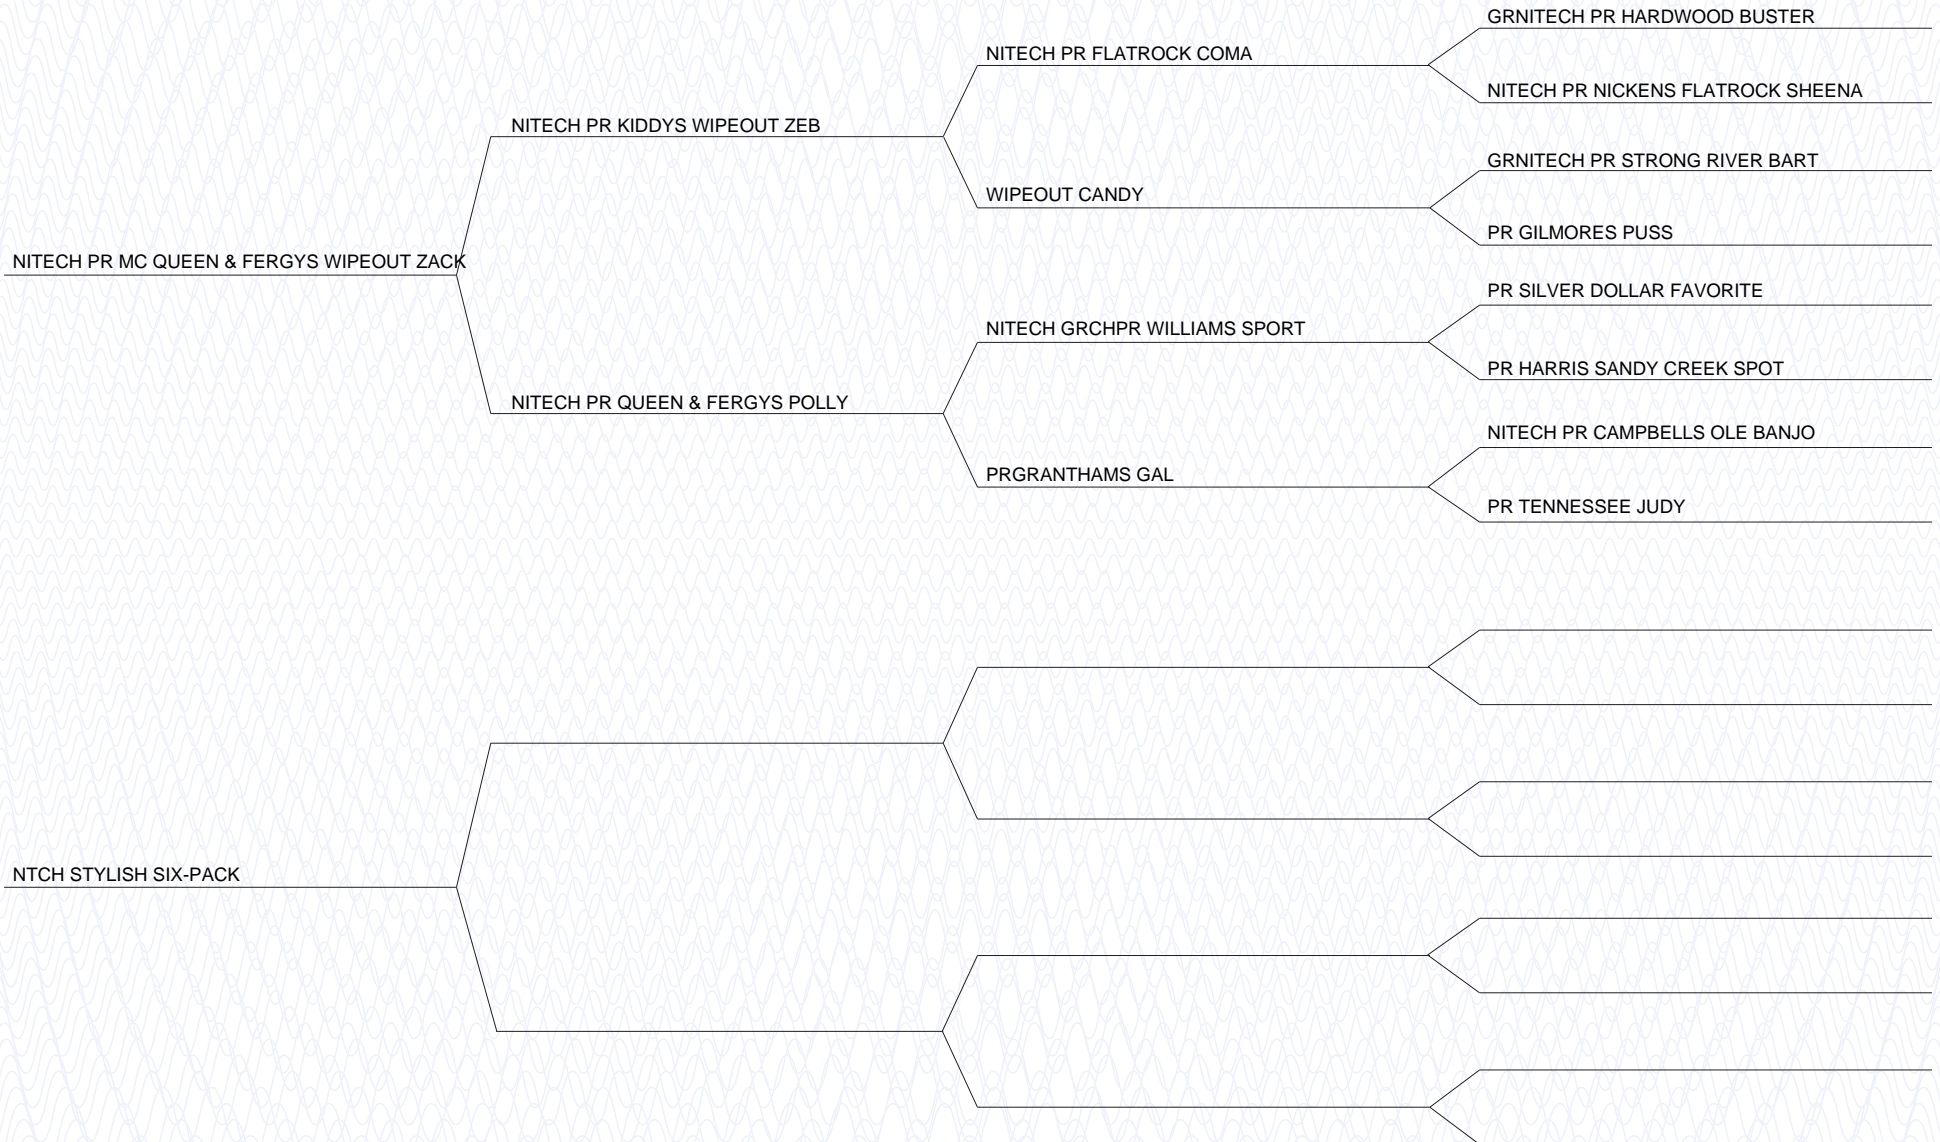 GRNITECH PR HARDWOOD BUSTER
NITECH PR FLATROCK COMA
NITECH PR NICKENS FLATROCK SHEENA
NITECH PR KIDDYS WIPEOUT ZEB
GRNITECH PR STRONG RIVER BART
WIPEOUT CANDY
PR GILMORES PUSS
NITECH PR MC QUEEN & FERGYS WIPEOUT ZACK
PR SILVER DOLLAR FAVORITE
NITECH GRCHPR WILLIAMS SPORT
PR HARRIS SANDY CREEK SPOT
NITECH PR QUEEN & FERGYS POLLY
NITECH PR CAMPBELLS OLE BANJO
PRGRANTHAMS GAL
PR TENNESSEE JUDY
NTCH STYLISH SIX-PACK